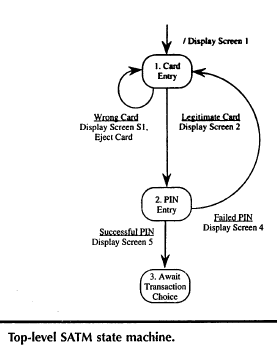 / Display Screen 1
1. Card
Entry
Wrong Card
Display Screen S1,
Eject Card
Legitimate Card
Display Screen 2
2. PIN
Entry
Successful PIN
Display Screen 5
Failed PIN
Display Screen 4
3. Await
Transaction
Choice
Top-level SATM state machine.